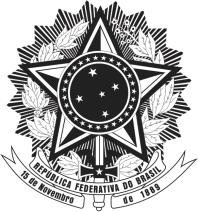 REPÚBLICA FEDERATIVA DO BRASIL
15 de Novembro de 1889